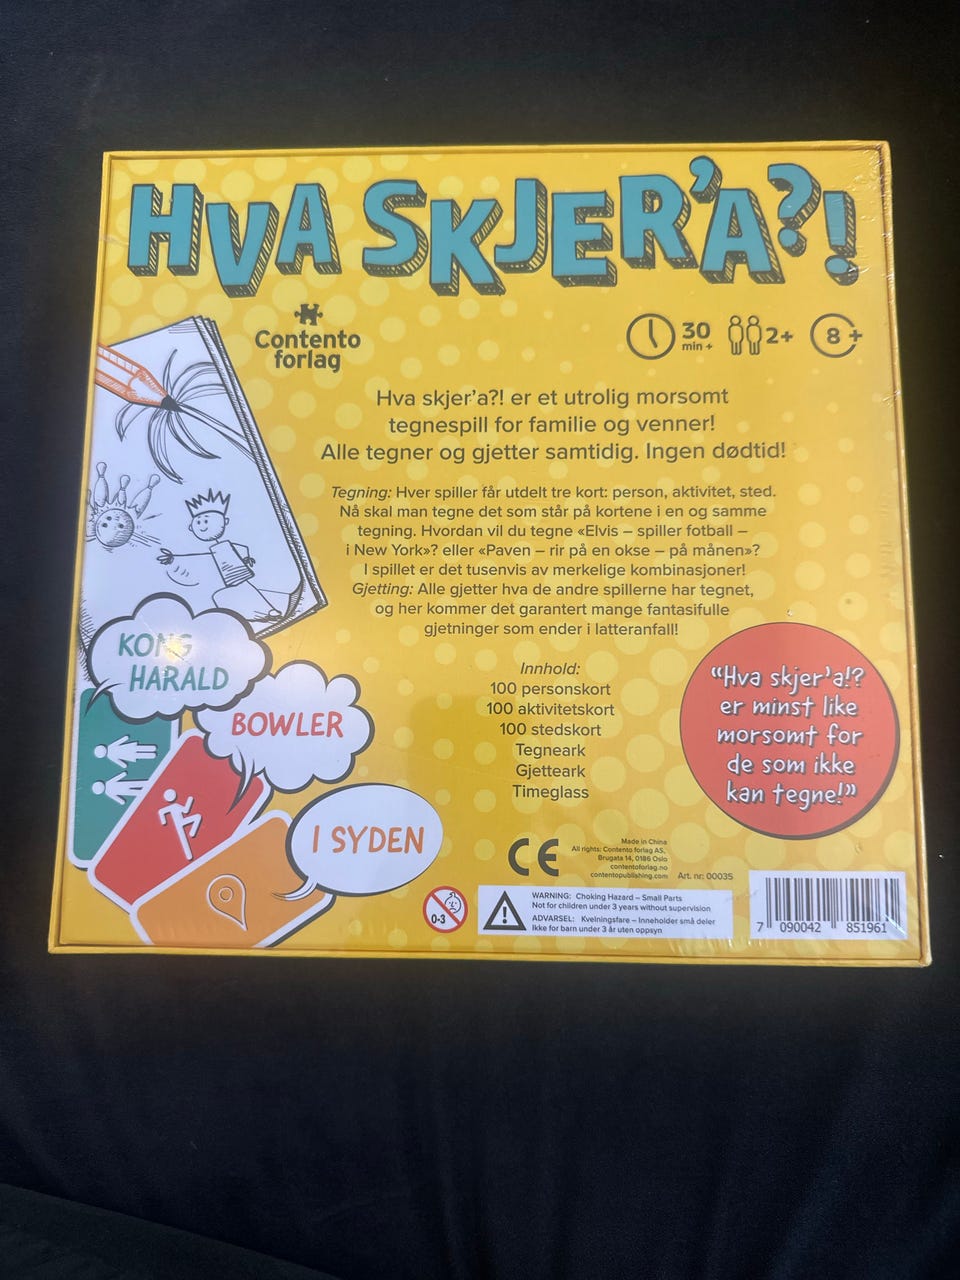 HVA SKJER'A?!
Contento
forlag
30
min +
2+
8+
Hva skjer'a?! er et utrolig morsomt
tegnespill for familie og venner!
Alle tegner og gjetter samtidig. Ingen dødtid!
Tegning: Hver spiller får utdelt tre kort: person, aktivitet, sted.
Nå skal man tegne det som står på kortene i en og samme
tegning. Hvordan vil du tegne «Elvis – spiller fotball –
i New York»? eller «Paven – rir på en okse – på månen»?
I spillet er det tusenvis av merkelige kombinasjoner!
Gjetting: Alle gjetter hva de andre spillerne har tegnet,
og her kommer det garantert mange fantasifulle
gjetninger som ender i latteranfall!
KONG
HARALD
BOWLER
I SYDEN
Innhold:
100 personskort
100 aktivitetskort
100 stedskort
Tegneark
Gjetteark
Timeglass
"Hva skjer'a!?
er minst like
morsomt for
de som ikke
kan tegne!"
CE
Made in China
All rights: Contento forlag AS,
Brugata 14, 0186 Oslo
contentoforlag.no
contentopublishing.com
Art. nr: 00035
0-3
WARNING: Choking Hazard – Small Parts
Not for children under 3 years without supervision
ADVARSEL: Kvelningsfare – Inneholder små deler
Ikke for barn under 3 år uten oppsyn
7 090042 851961